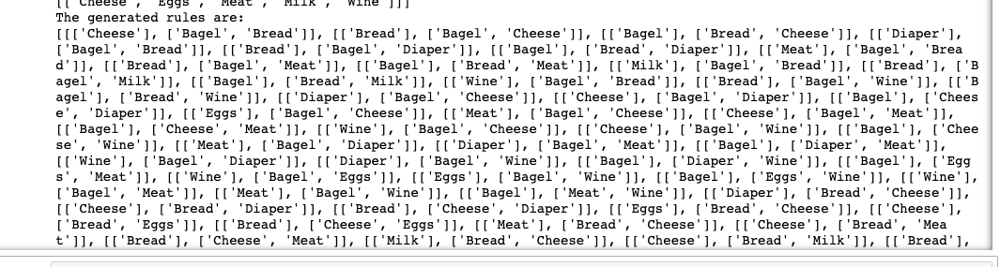 [['Cheese', 'Eggs', 'Meat', 'Milk', 'Wine']]]
The generated rules are:
[[['Cheese'], ['Bagel', 'Bread']], [['Bread'], ['Bagel', 'Cheese']], [['Bagel'], ['Bread', 'Cheese']], [['Diaper'],
['Bagel', 'Bread']], [['Bread'], ['Bagel', 'Diaper']], [['Bagel'], ['Bread', 'Diaper']], [['Meat'], ['Bagel', 'Brea
d']], [['Bread'], ['Bagel', 'Meat']], [['Bagel'], ['Bread', 'Meat']], [['Milk'], ['Bagel', 'Bread']], [['Bread'], ['B
agel', 'Milk']], [['Bagel'], ['Bread', 'Milk']], [['Wine'], ['Bagel', 'Bread']], [['Bread'], ['Bagel', 'Wine']], [['B
agel'], ['Bread', 'Wine']], [['Diaper'], ['Bagel', 'Cheese']], [['Cheese'], ['Bagel', 'Diaper']], [['Bagel'], ['Chees
e', 'Diaper']], [['Eggs'], ['Bagel', 'Cheese']], [['Meat'], ['Bagel', 'Cheese']], [['Cheese'], ['Bagel', 'Meat']],
[['Bagel'], ['Cheese', 'Meat']], [['Wine'], ['Bagel', 'Cheese']], [['Cheese'], ['Bagel', 'Wine']], [['Bagel'], ['Chee
se', 'Wine']], [['Meat'], ['Bagel', 'Diaper']], [['Diaper'], ['Bagel', 'Meat']], [['Bagel'], ['Diaper', 'Meat']],
[['Wine'], ['Bagel', 'Diaper']], [['Diaper'], ['Bagel', 'Wine']], [['Bagel'], ['Diaper', 'Wine']], [['Bagel'], ['Egg
s', 'Meat']], [['Wine'], ['Bagel', 'Eggs']], [['Eggs'], ['Bagel', 'Wine']], [['Bagel'], ['Eggs', 'Wine']], [['Wine'],
['Bagel', 'Meat']], [['Meat'], ['Bagel', 'Wine']], [['Bagel'], ['Meat', 'Wine']], [['Diaper'], ['Bread', 'Cheese']],
[['Cheese'], ['Bread', 'Diaper']], [['Bread'], ['Cheese', 'Diaper']], [['Eggs'], ['Bread', 'Cheese']], [['Cheese'],
['Bread', 'Eggs']], [['Bread'], ['Cheese', 'Eggs']], [['Meat'], ['Bread', 'Cheese']], [['Cheese'], ['Bread', 'Mea
t']], [['Bread'], ['Cheese', 'Meat']], [['Milk'], ['Bread', 'Cheese']], [['Cheese'], ['Bread', 'Milk']], [['Bread'],